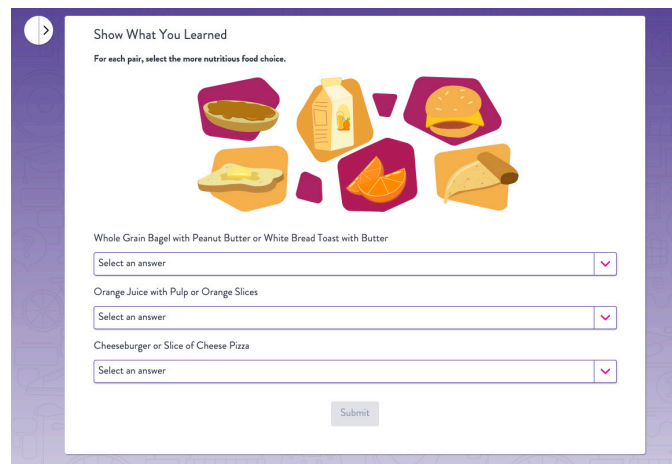 Show What You Learned
For each pair, select the more nutritious food choice.
Whole Grain Bagel with Peanut Butter or White Bread Toast with Butter
Select an answer
Orange Juice with Pulp or Orange Slices
Select an answer
Cheeseburger or Slice of Cheese Pizza
Select an answer
Submit